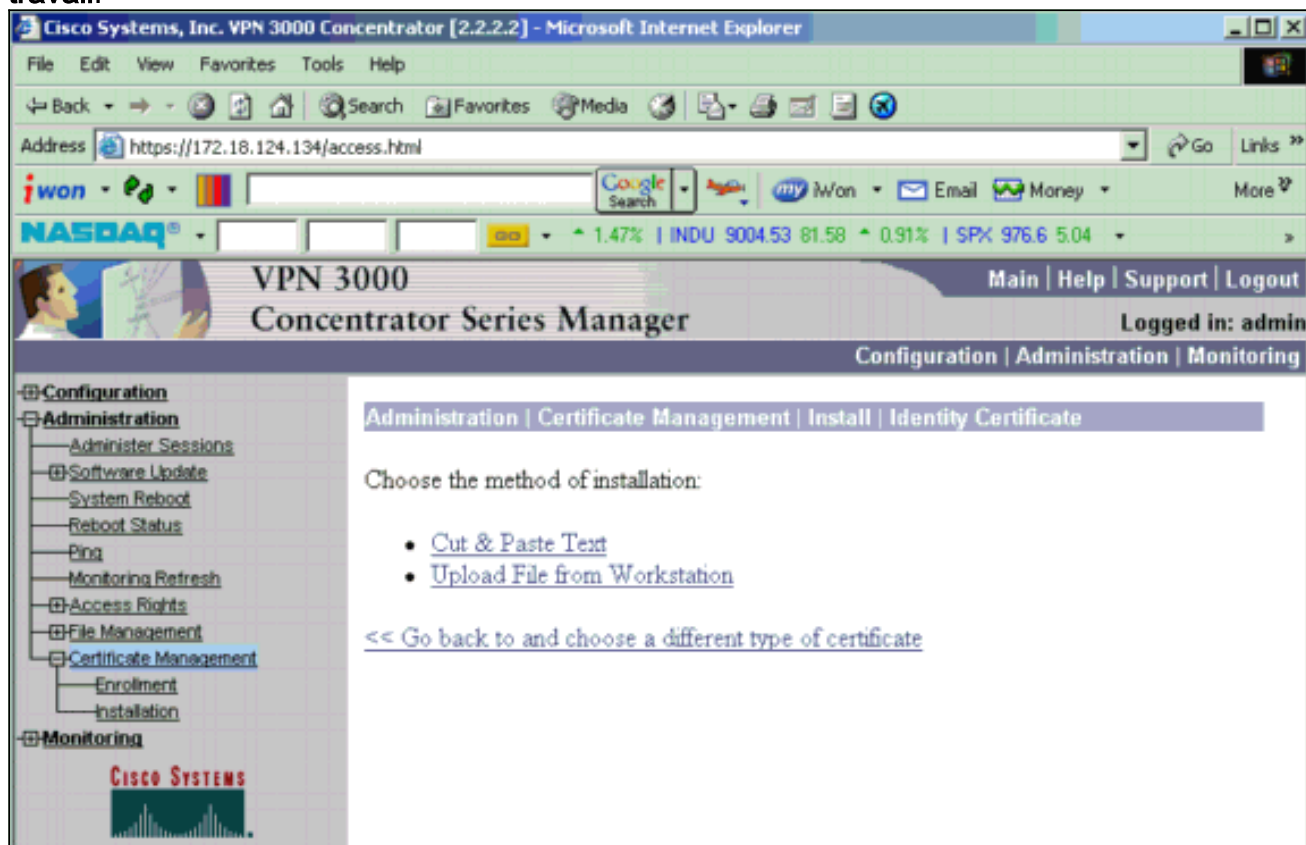 Cisco Systems, Inc. VPN 3000 Concentrator [2.2.2.2] - Microsoft Internet Explorer
File Edit View Favorites Tools Help
Back Search Favorites Media
Address https://172.18.124.134/access.html Go Links »
iwon Google Search my iWon Email Money More
NASDAQ® GO 1.47% | INDU 9004.53 81.58 0.91% | SPX 976.6 5.04 »
VPN 3000
Concentrator Series Manager
Main | Help | Support | Logout
Logged in: admin
Configuration | Administration | Monitoring
Configuration
Administration
Administer Sessions
Software Update
System Reboot
Reboot Status
Ping
Monitoring Refresh
Access Rights
File Management
Certificate Management
Enrollment
Installation
Monitoring
CISCO SYSTEMS
Administration | Certificate Management | Install | Identity Certificate
Choose the method of installation:
• Cut & Paste Text
• Upload File from Workstation
<< Go back to and choose a different type of certificate